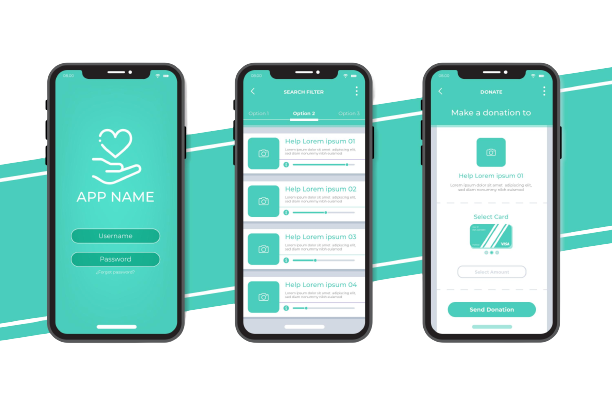 APP NAME
Username
Password
¿Forgot password?
SEARCH FILTER
Option 1
Option 2
Option 3
Help Lorem ipsum 01
Lorem ipsum dolor sit amet, adipiscing elit,
sed diam nonummy nibh
Help Lorem ipsum 02
Lorem ipsum dolor sit amet, adipiscing elit,
sed diam nonummy nibh
Help Lorem ipsum 03
Lorem ipsum dolor sit amet, adipiscing elit,
sed diam nonummy nibh
Help Lorem ipsum 04
Lorem ipsum dolor sit amet, adipiscing elit,
sed diam nonummy nibh
DONATE
Make a donation to
Help Lorem ipsum 01
Lorem ipsum dolor sit amet, adipiscing elit,
sed diam nonummy nibh
Select Card
VISA
Select Amount
Send Donation